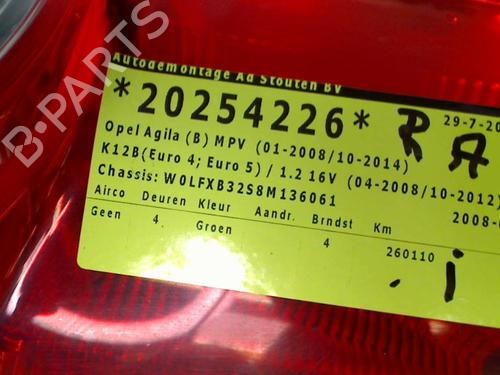 B-PARTS
Autodemontage Ad Stouten BV
*20254226*
29-7-20
R A
Opel Agila (B) MPV (01-2008/10-2014)
K12B(Euro 4; Euro 5) / 1.2 16V (04-2008/10-2012)
Chassis: W0LFXB32S8M136061
2008-
Airco Deuren Kleur Aandr. Brndst Km
Geen 4 Groen 4 260110
. i